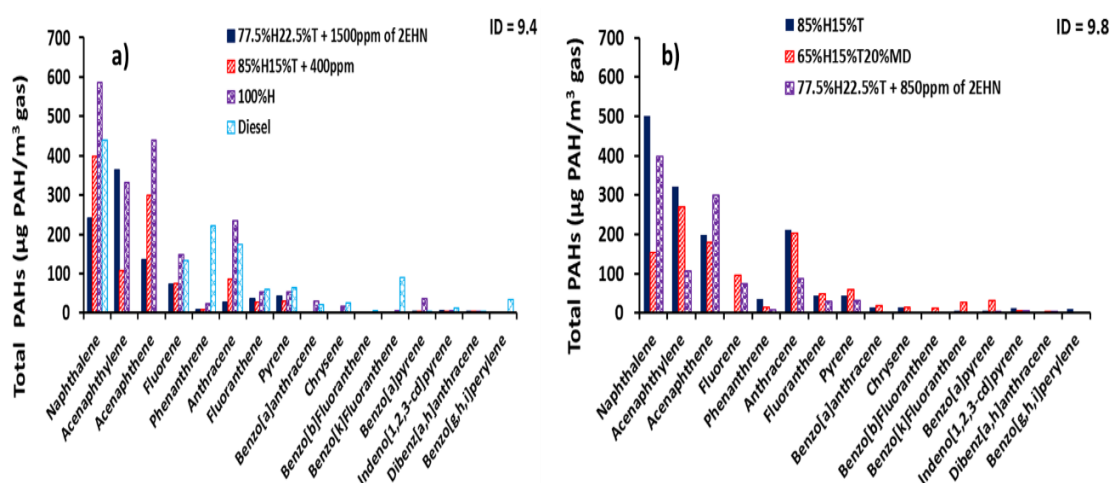 Total PAHs (µg PAH/m³ gas)
700
600
500
400
300
200
100
0
a)
77.5%H22.5%T + 1500ppm of 2EHN
85%H15%T + 400ppm
100%H
Diesel
ID = 9.4
Naphthalene
Acenaphthylene
Acenaphthene
Fluorene
Phenanthrene
Anthracene
Fluoranthene
Pyrene
Benzo[a]anthracene
Chrysene
Benzo[b]Fluoranthene
Benzo[k]Fluoranthene
Benzo[a]pyrene
Indeno[1,2,3-cd]pyrene
Dibenz[a,h]anthracene
Benzo[g,h,i]perylene
Total PAHs (µg PAH/m³ gas)
700
600
500
400
300
200
100
0
b)
85%H15%T
65%H15%T20%MD
77.5%H22.5%T + 850ppm of 2EHN
ID = 9.8
Naphthalene
Acenaphthylene
Acenaphthene
Fluorene
Phenanthrene
Anthracene
Fluoranthene
Pyrene
Benzo[a]anthracene
Chrysene
Benzo[b]Fluoranthene
Benzo[k]Fluoranthene
Benzo[a]pyrene
Indeno[1,2,3-cd]pyrene
Dibenz[a,h]anthracene
Benzo[g,h,i]perylene